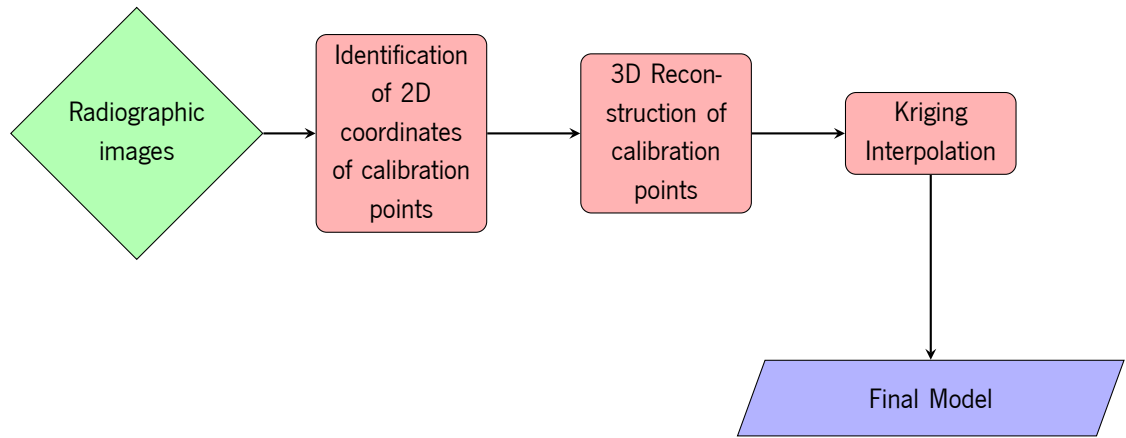 Radiographic
images
Identification
of 2D
coordinates
of calibration
points
3D Recon-
struction of
calibration
points
Kriging
Interpolation
Final Model